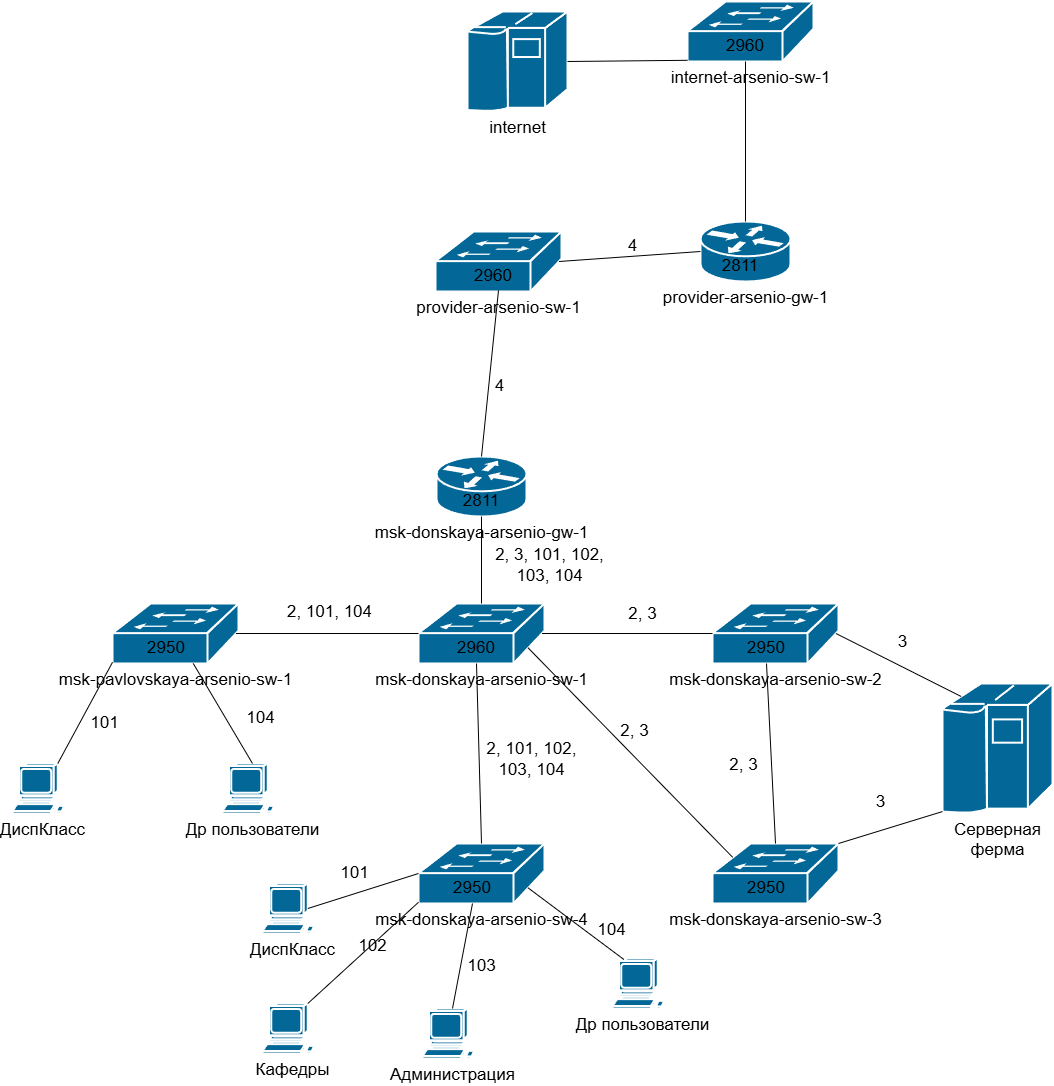 2960
internet-arsenio-sw-1
internet
4
2960
2811
provider-arsenio-sw-1
provider-arsenio-gw-1
4
2811
msk-donskaya-arsenio-gw-1
2, 3, 101, 102,
103, 104
2, 101, 104
2, 3
2950
2960
2950
3
msk-pavlovskaya-arsenio-sw-1
msk-donskaya-arsenio-sw-1
msk-donskaya-arsenio-sw-2
101
104
2, 3
2, 101, 102,
103, 104
2, 3
3
ДиспКласс
Др пользователи
Серверная
ферма
101
2950
2950
msk-donskaya-arsenio-sw-4
msk-donskaya-arsenio-sw-3
104
ДиспКласс
102
103
Др пользователи
Кафедры
Администрация